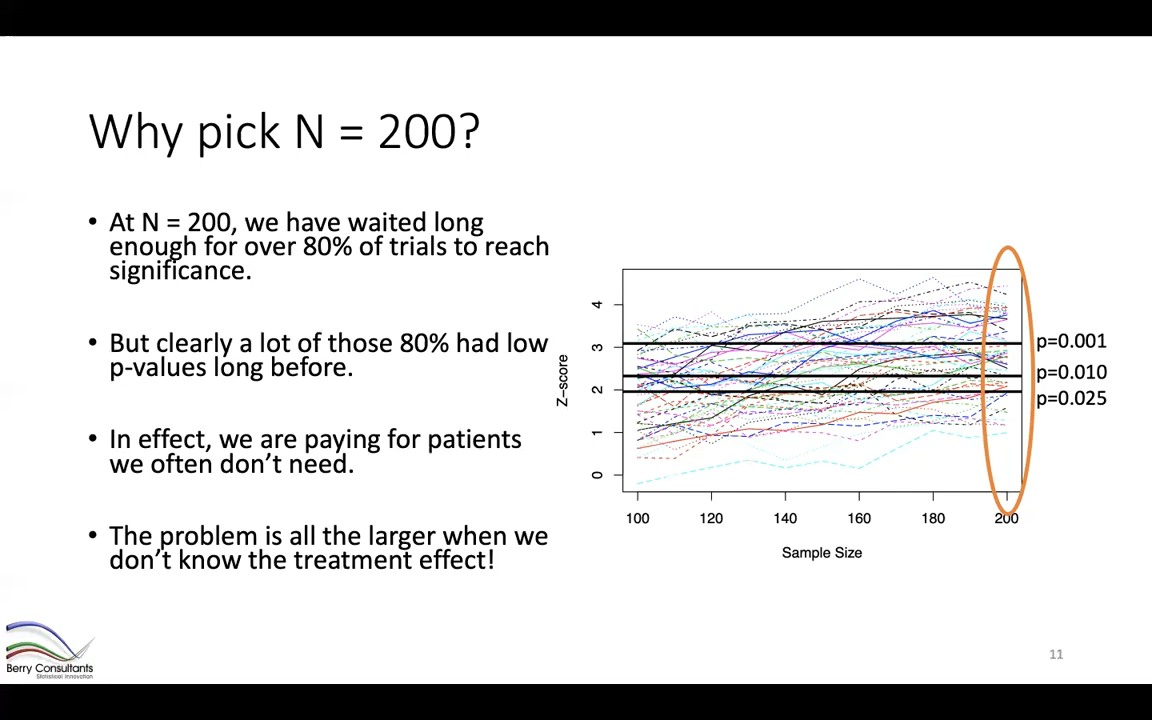 Why pick N = 200?
• At N = 200, we have waited long
enough for over 80% of trials to reach
significance.
• But clearly a lot of those 80% had low
p-values long before.
• In effect, we are paying for patients
we often don’t need.
• The problem is all the larger when we
don’t know the treatment effect!
Z−score
4
3
2
1
0
p=0.001
p=0.010
p=0.025
100 120 140 160 180 200
Sample Size
Berry Consultants
Statistical Innovation
11